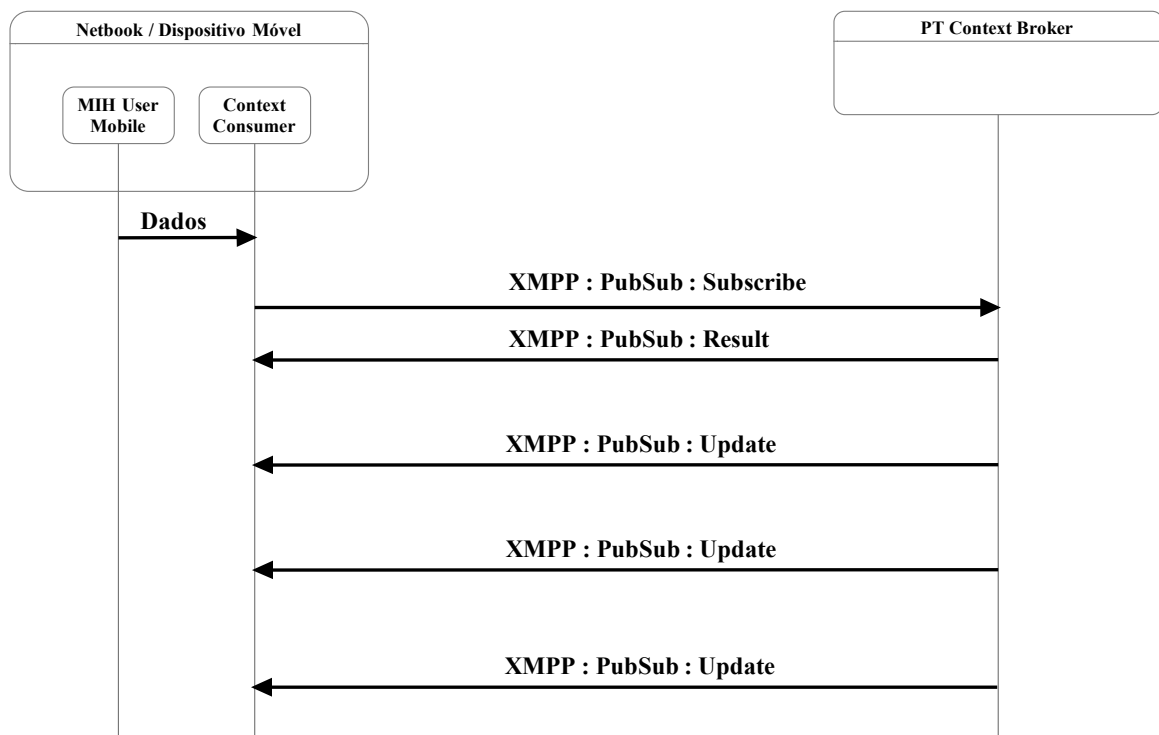 Netbook / Dispositivo Móvel
PT Context Broker
MIH User
Mobile
Context
Consumer
Dados
XMPP : PubSub : Subscribe
XMPP : PubSub : Result
XMPP : PubSub : Update
XMPP : PubSub : Update
XMPP : PubSub : Update